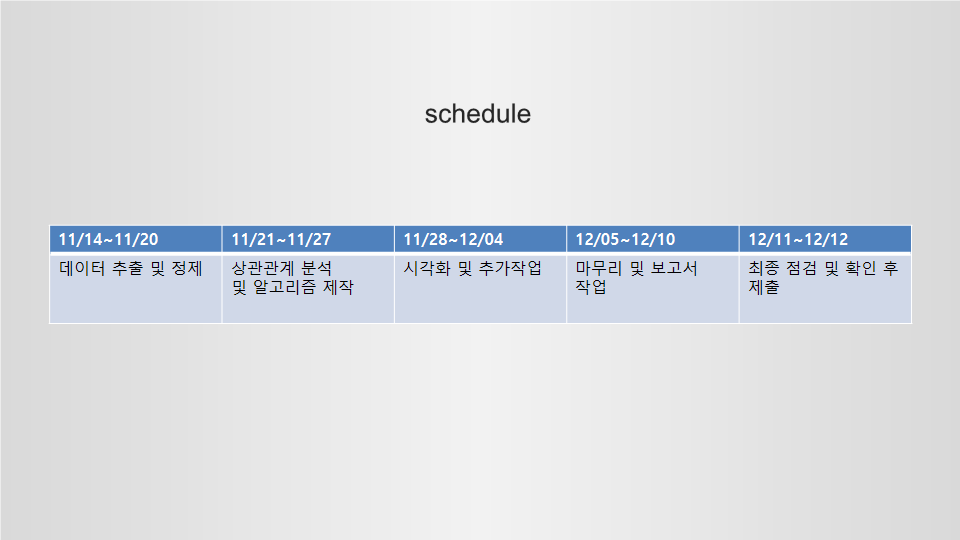 schedule
11/14~11/20
11/21~11/27
11/28~12/04
12/05~12/10
12/11~12/12
데이터 추출 및 정제
상관관계 분석
및 알고리즘 제작
시각화 및 추가작업
마무리 및 보고서
작업
최종 점검 및 확인 후
제출